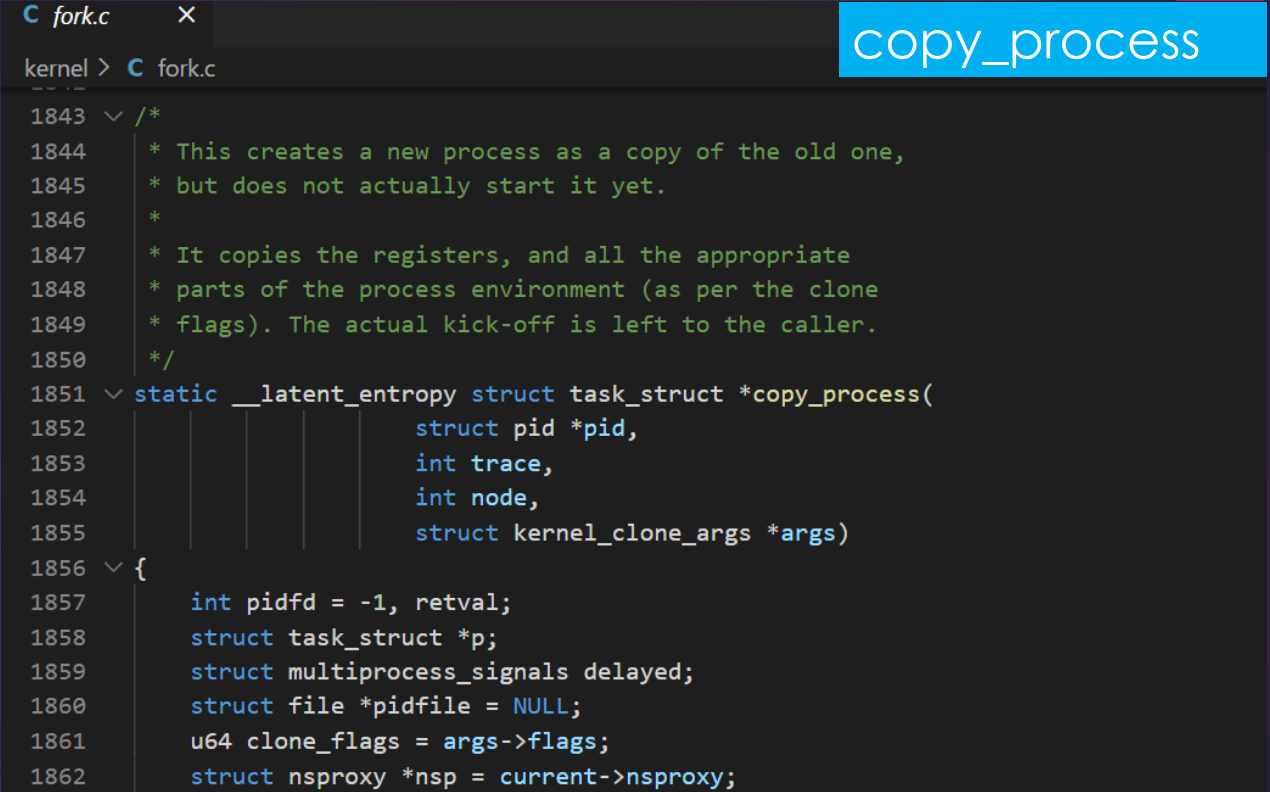 fork.c
copy_process
kernel > C fork.c
1843 /*
1844  * This creates a new process as a copy of the old one,
1845  * but does not actually start it yet.
1846  *
1847  * It copies the registers, and all the appropriate
1848  * parts of the process environment (as per the clone
1849  * flags). The actual kick-off is left to the caller.
1850  */
1851 static __latent_entropy struct task_struct *copy_process(
1852                     struct pid *pid,
1853                     int trace,
1854                     int node,
1855                     struct kernel_clone_args *args)
1856 {
1857     int pidfd = -1, retval;
1858     struct task_struct *p;
1859     struct multiprocess_signals delayed;
1860     struct file *pidfile = NULL;
1861     u64 clone_flags = args->flags;
1862     struct nsproxy *nsp = current->nsproxy;